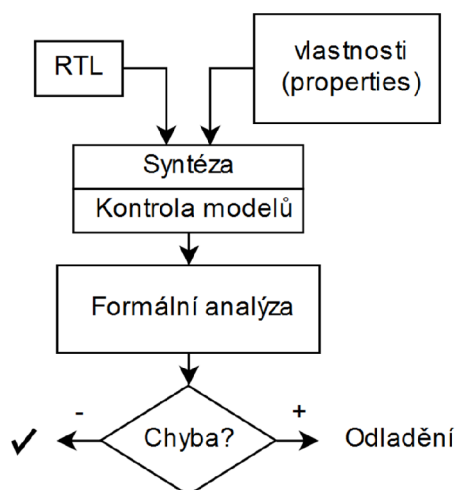 RTL
vlastnosti
(properties)
Syntéza
Kontrola modelů
Formální analýza
Chyba?
-
+
Odladění